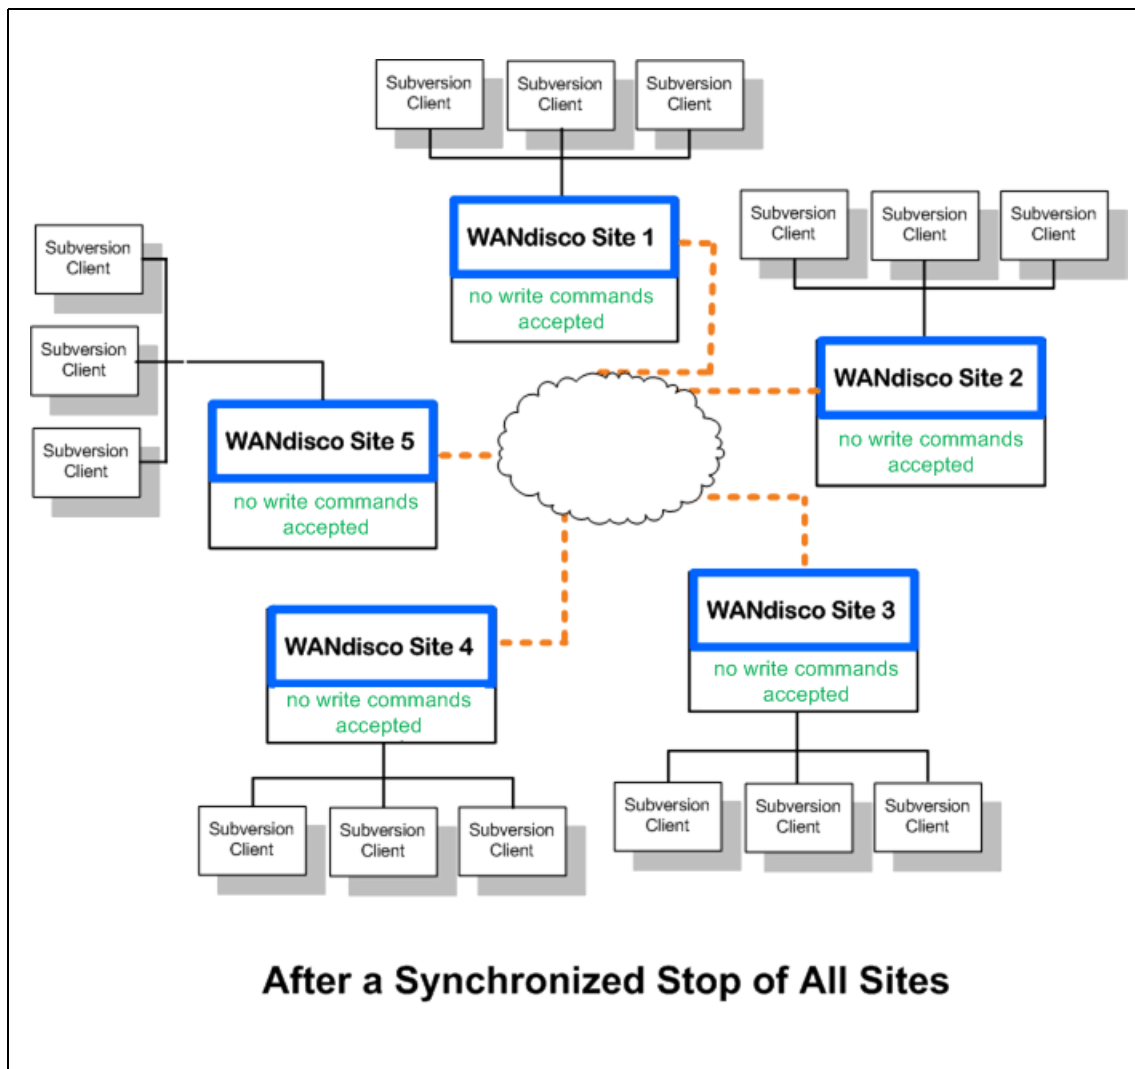 Subversion
Client
Subversion
Client
Subversion
Client
WANdisco Site 1
no write commands
accepted
Subversion
Client
Subversion
Client
Subversion
Client
WANdisco Site 2
no write commands
accepted
Subversion
Client
Subversion
Client
Subversion
Client
WANdisco Site 5
no write commands
accepted
WANdisco Site 3
no write commands
accepted
Subversion
Client
Subversion
Client
Subversion
Client
WANdisco Site 4
no write commands
accepted
Subversion
Client
Subversion
Client
Subversion
Client
After a Synchronized Stop of All Sites